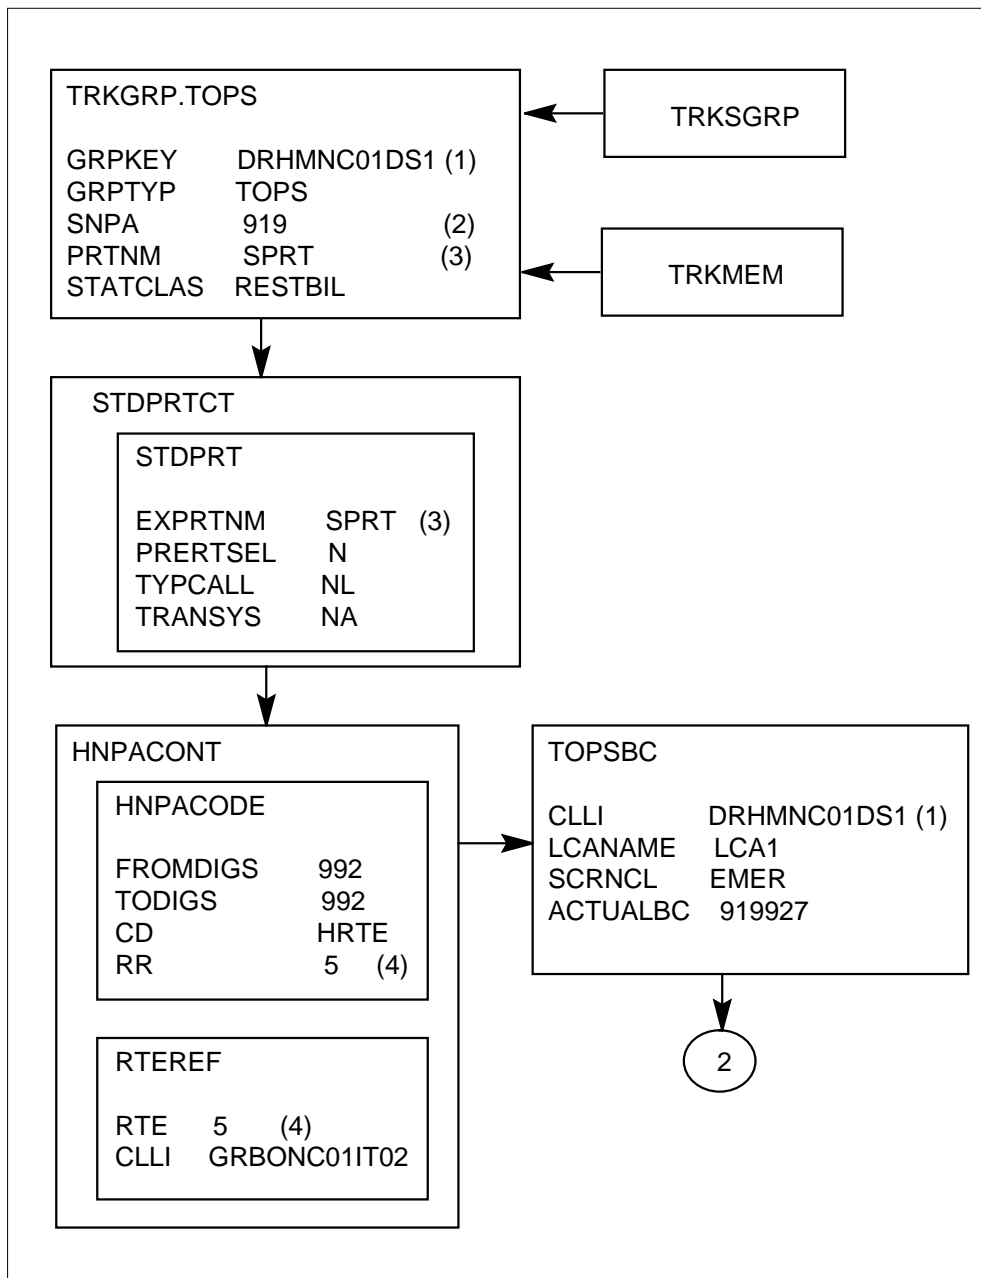 TRKGRP.TOPS
GRPKEY DRHMNC01DS1 (1)
GRPTYP TOPS
SNPA 919 (2)
PRTNM SPRT (3)
STATCLAS RESTBIL
TRKSGRP
TRKMEM
STDPRTCT
STDPRT
EXPRTNM SPRT (3)
PRERTSEL N
TYPCALL NL
TRANSYS NA
HNPACONT
HNPACODE
FROMDIGS 992
TODIGS 992
CD HRTE
RR 5 (4)
RTEREF
RTE 5 (4)
CLLI GRBONC01IT02
TOPSBC
CLLI DRHMNC01DS1 (1)
LCANAME LCA1
SCRNCL EMER
ACTUALBC 919927
2